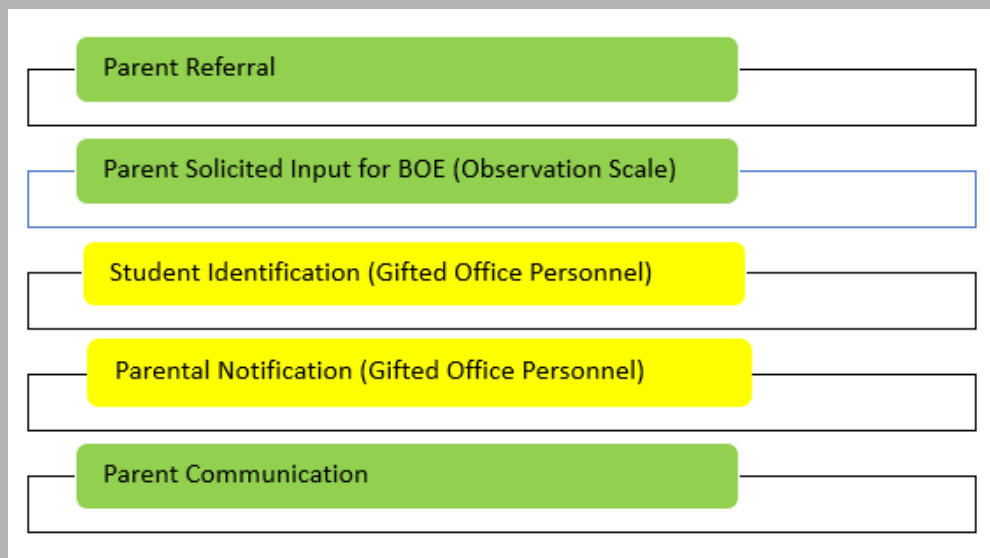 Parent Referral
Parent Solicited Input for BOE (Observation Scale)
Student Identification (Gifted Office Personnel)
Parental Notification (Gifted Office Personnel)
Parent Communication